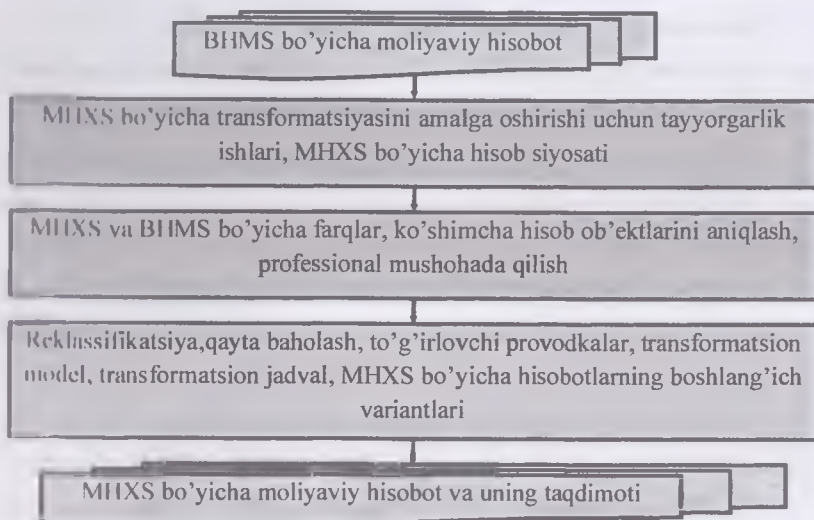 BHMS bo'yicha moliyaviy hisobot
MHXS bo'yicha transformatsiyasini amalga oshirishi uchun tayyorgarlik
ishlari, MHXS bo'yicha hisob siyosati
MHXS va BHMS bo'yicha farqlar, ko'shimcha hisob ob'ektlarini aniqlash,
professional mushohada qilish
Reklassifikatsiya,qayta baholash, to'g'irlovchi provodkalar, transformatsion
model, transformatsion jadval, MHXS bo'yicha hisobotlarning boshlang'ich
variantlari
MHXS bo'yicha moliyaviy hisobot va uning taqdimoti